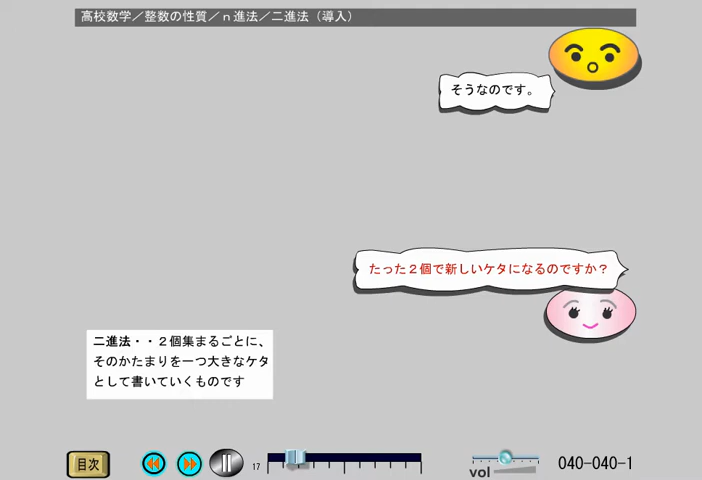 高校数学／整数の性質／ｎ進法／二進法（導入）
そうなのです。
たった２個で新しいケタになるのですか？
二進法・・２個集まるごとに、
そのかたまりを一つ大きなケタ
として書いていくものです
目次
17
vol
040-040-1